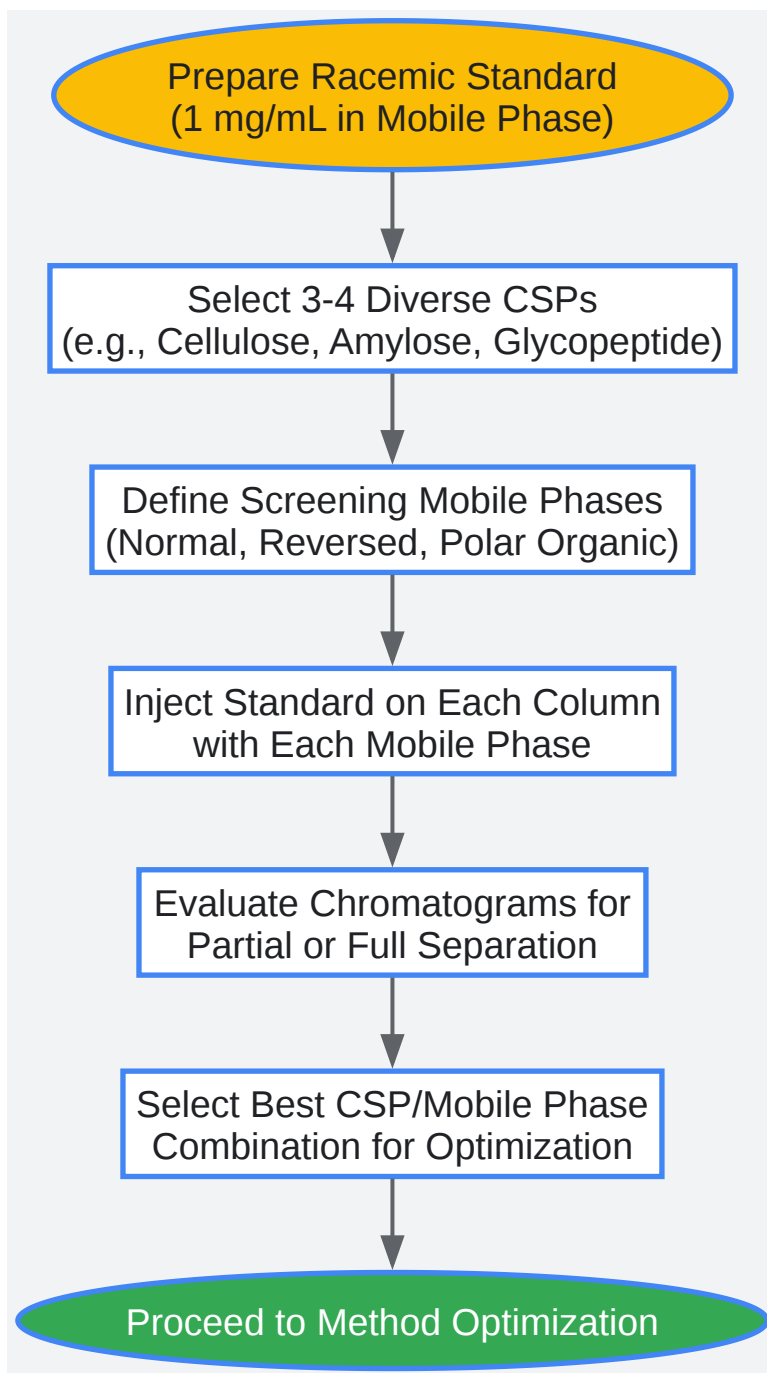 Prepare Racemic Standard
(1 mg/mL in Mobile Phase)
Select 3-4 Diverse CSPs
(e.g., Cellulose, Amylose, Glycopeptide)
Define Screening Mobile Phases
(Normal, Reversed, Polar Organic)
Inject Standard on Each Column
with Each Mobile Phase
Evaluate Chromatograms for
Partial or Full Separation
Select Best CSP/Mobile Phase
Combination for Optimization
Proceed to Method Optimization